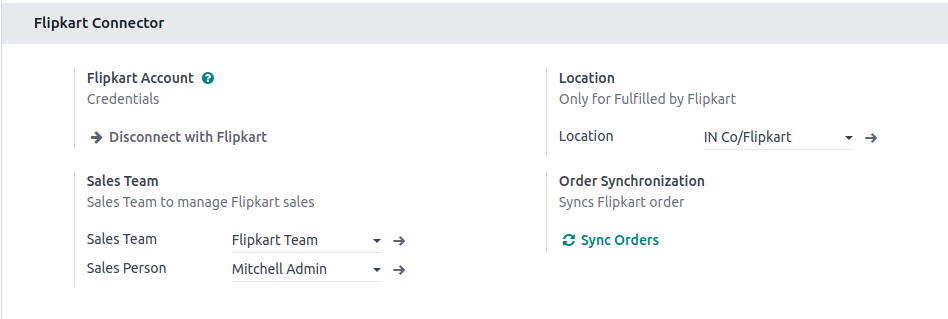 Flipkart Connector
Flipkart Account
Credentials
Disconnect with Flipkart
Location
Only for Fulfilled by Flipkart
Location IN Co/Flipkart
Sales Team
Sales Team to manage Flipkart sales
Sales Team Flipkart Team
Sales Person Mitchell Admin
Order Synchronization
Syncs Flipkart order
Sync Orders